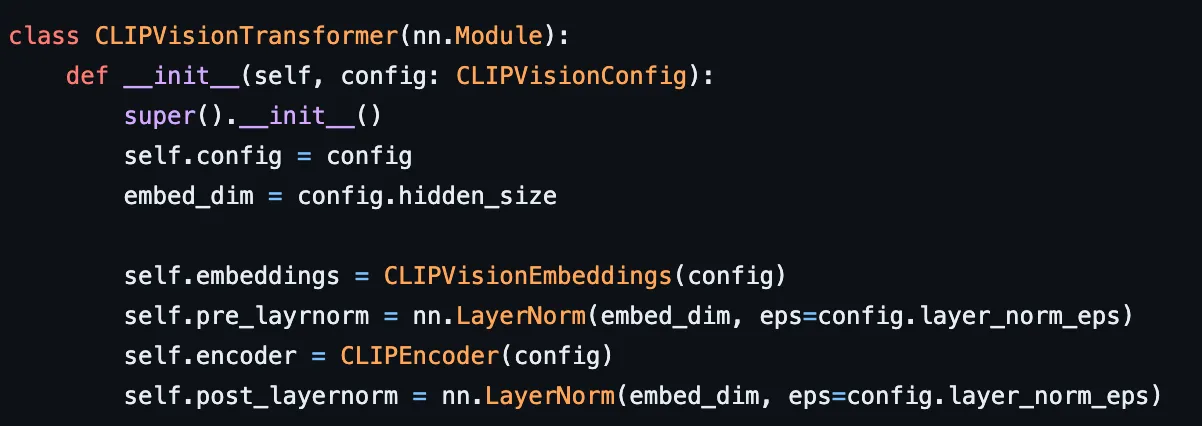 class CLIPVisionTransformer(nn.Module):
    def __init__(self, config: CLIPVisionConfig):
        super().__init__()
        self.config = config
        embed_dim = config.hidden_size

        self.embeddings = CLIPVisionEmbeddings(config)
        self.pre_layrnorm = nn.LayerNorm(embed_dim, eps=config.layer_norm_eps)
        self.encoder = CLIPEncoder(config)
        self.post_layernorm = nn.LayerNorm(embed_dim, eps=config.layer_norm_eps)